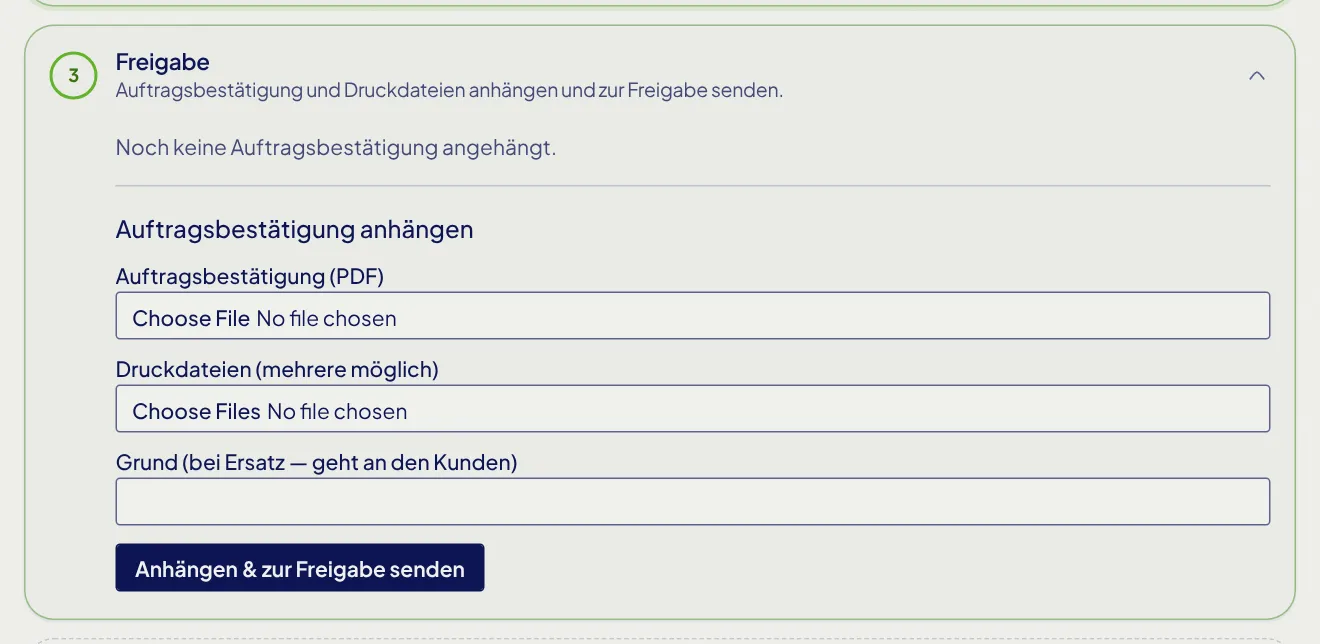 3
Freigabe
Auftragsbestätigung und Druckdateien anhängen und zur Freigabe senden.
Noch keine Auftragsbestätigung angehängt.
Auftragsbestätigung anhängen
Auftragsbestätigung (PDF)
Choose File No file chosen
Druckdateien (mehrere möglich)
Choose Files No file chosen
Grund (bei Ersatz — geht an den Kunden)
Anhängen & zur Freigabe senden